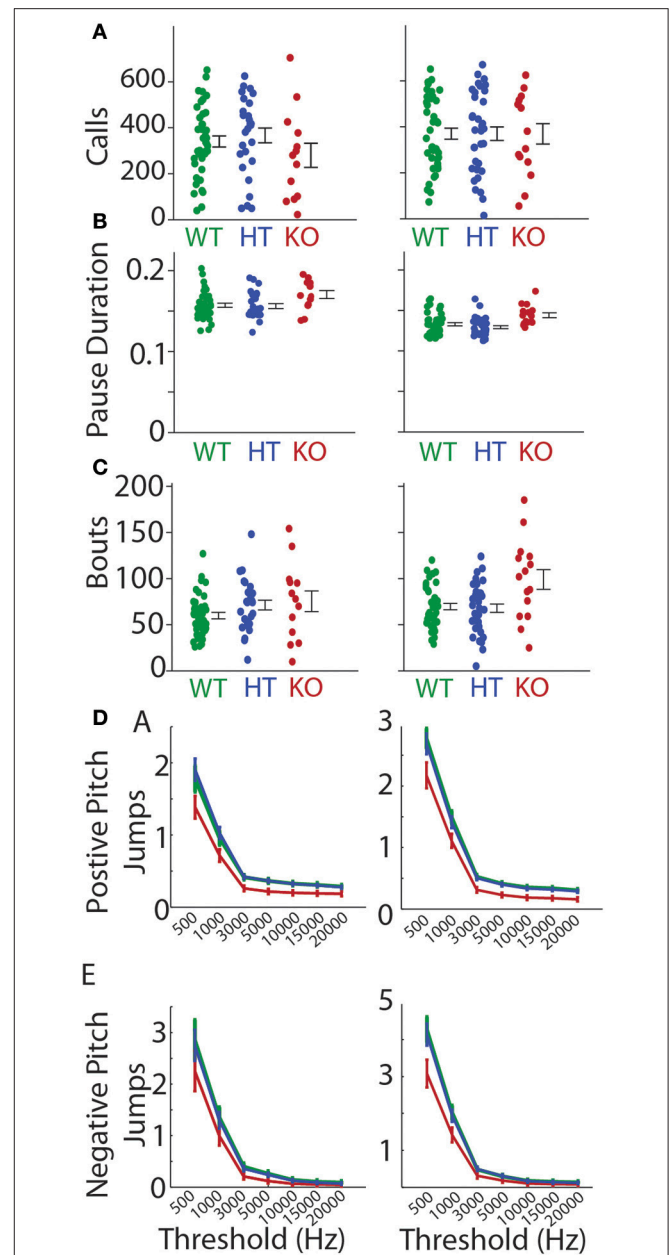 A
Calls
600
400
200
0
WT HT KO
WT HT KO
B
Pause Duration
0.2
0.1
0
WT HT KO
WT HT KO
C
Bouts
200
150
100
50
0
WT HT KO
WT HT KO
D A
Postive Pitch
Jumps
2
1
0
500 1000 3000 5000 10000 15000 20000
3
2
1
0
500 1000 3000 5000 10000 15000 20000
E
Negative Pitch
Jumps
3
2
1
0
500 1000 3000 5000 10000 15000 20000
Threshold (Hz)
5
3
1
500 1000 3000 5000 10000 15000 20000
Threshold (Hz)